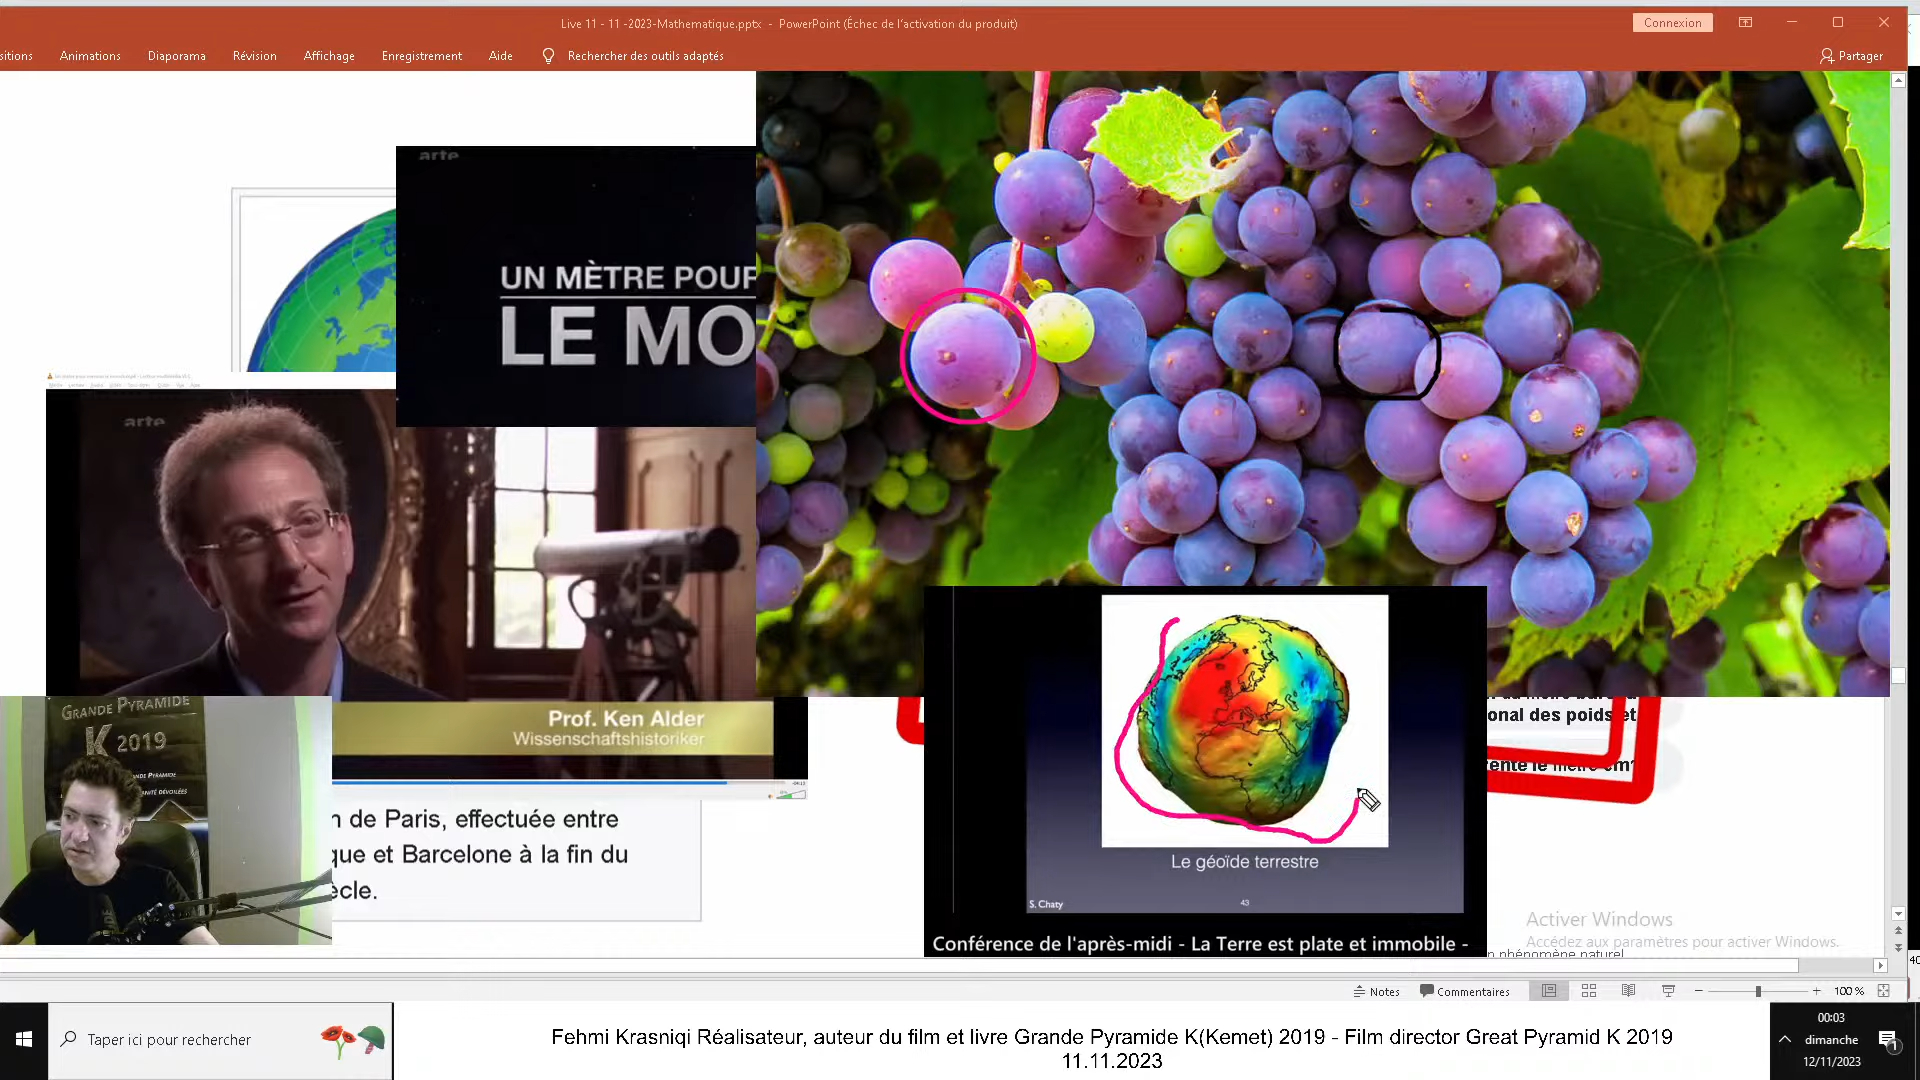 Live 11 - 11 -2023-Mathematique.pptx - PowerPoint (Échec de l'activation du produit)
Connexion
sitions Animations Diaporama Révision Affichage Enregistrement Aide Rechercher des outils adaptés
Partager
arte
UN MÈTRE POUR
LE MO
arte
Prof. Ken Alder
Wissenschaftshistoriker
GRANDE PYRAMIDE
K 2019
n de Paris, effectuée entre
que et Barcelone à la fin du
ècle.
onal des poids et
Le géoïde terrestre
S. Chaty
43
Conférence de l'après-midi - La Terre est plate et immobile -
Activer Windows
Accédez aux paramètres pour activer Windows.
n phénomène naturel
Notes Commentaires 100 %
Taper ici pour rechercher
Fehmi Krasniqi Réalisateur, auteur du film et livre Grande Pyramide K(Kemet) 2019 - Film director Great Pyramid K 2019
11.11.2023
00:03
dimanche
12/11/2023
1